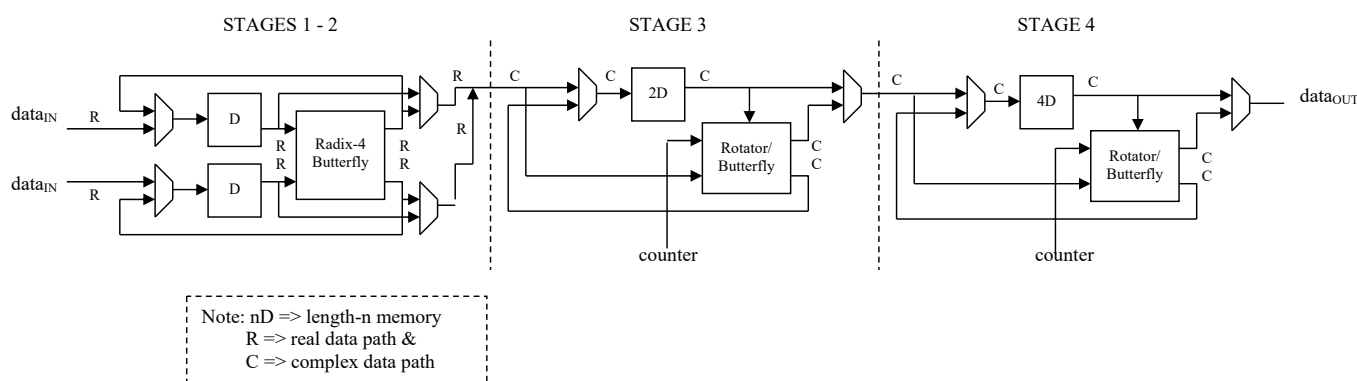 STAGES 1 - 2
STAGE 3
STAGE 4
dataIN
R
D
R
R
Radix-4
Butterfly
R
R
R
R
dataIN
R
D
C
C
2D
C
Rotator/
Butterfly
C
C
counter
C
C
4D
C
Rotator/
Butterfly
C
C
counter
dataOUT
Note: nD => length-n memory
R => real data path &
C => complex data path